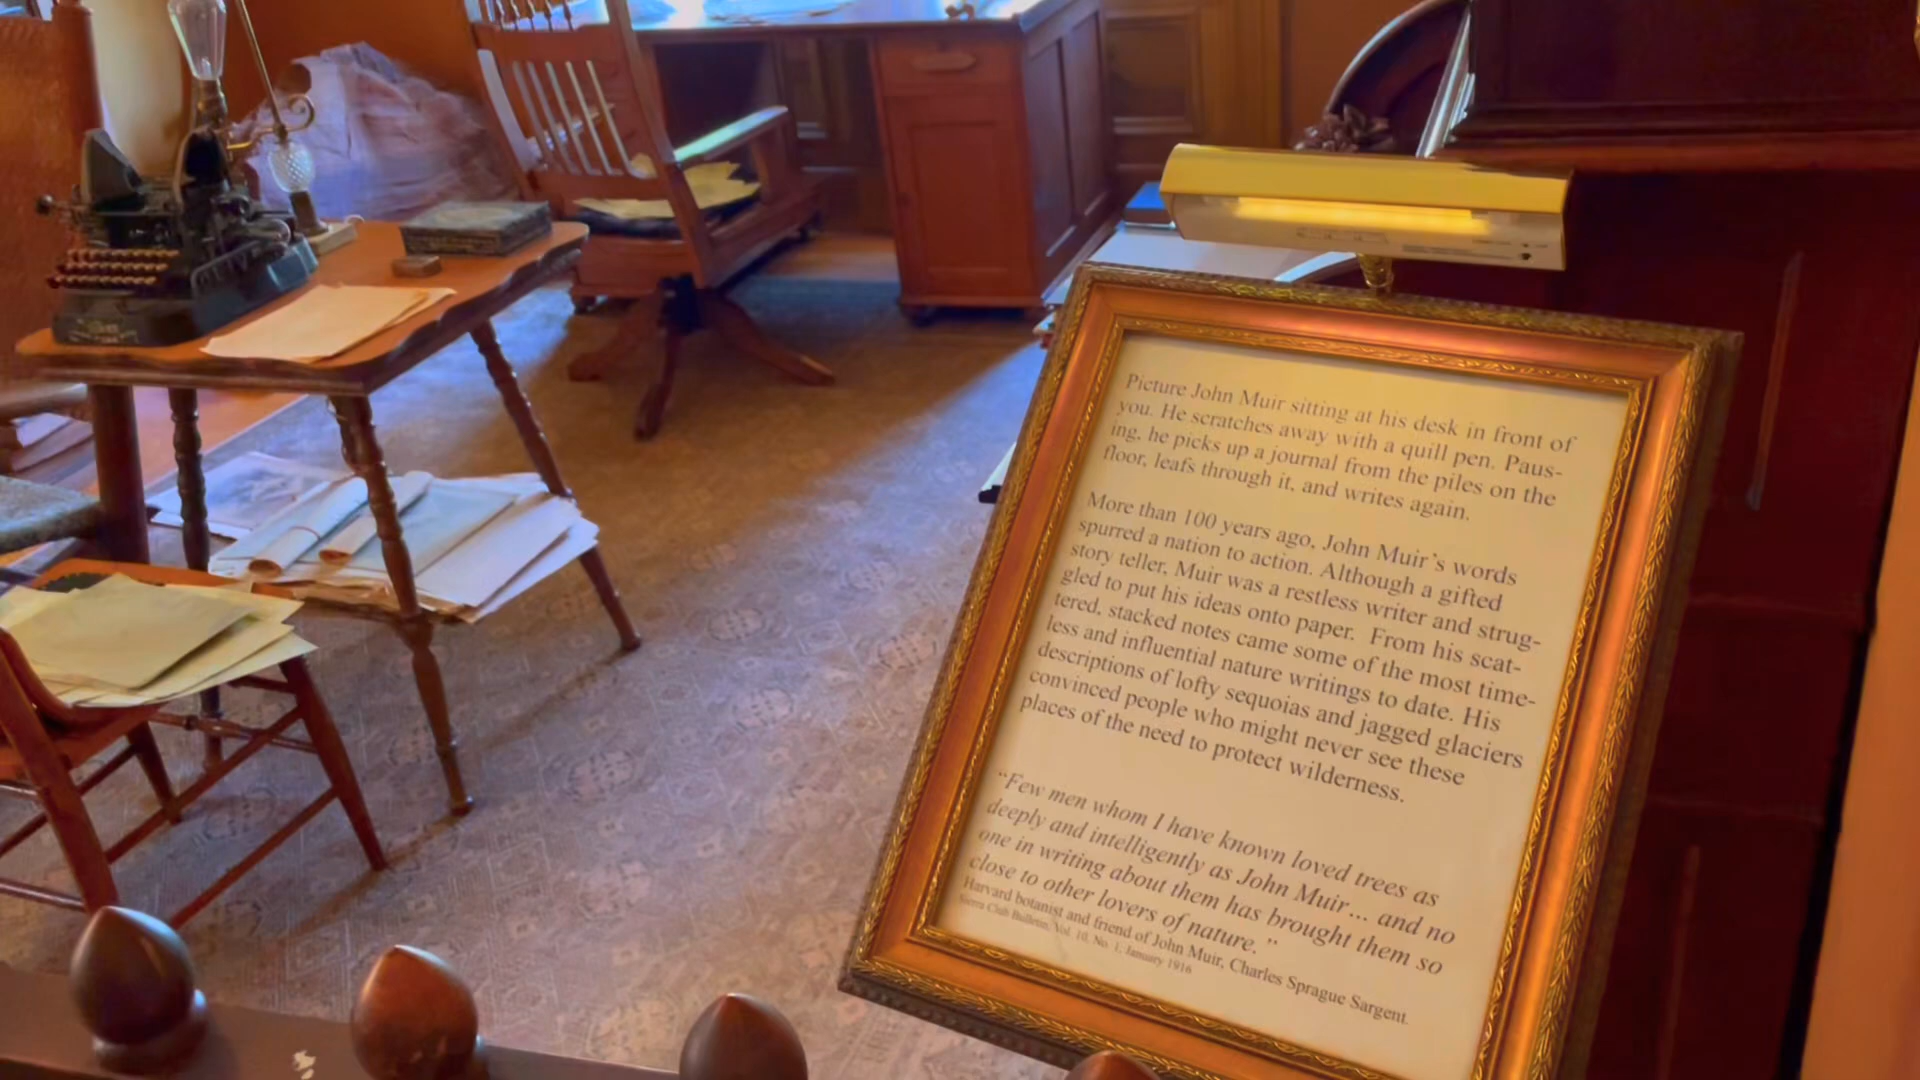 Picture John Muir sitting at his desk in front of
you. He scratches away with a quill pen. Paus-
ing, he picks up a journal from the piles on the
floor, leafs through it, and writes again.
More than 100 years ago, John Muir's words
spurred a nation to action. Although a gifted
story teller, Muir was a restless writer and strug-
gled to put his ideas onto paper.  From his scat-
tered, stacked notes came some of the most time-
less and influential nature writings to date. His
descriptions of lofty sequoias and jagged glaciers
convinced people who might never see these
places of the need to protect wilderness.
“Few men whom I have known loved trees as
deeply and intelligently as John Muir... and no
one in writing about them has brought them so
close to other lovers of nature.”
Harvard botanist and friend of John Muir, Charles Sprague Sargent.
Sierra Club Bulletin, Vol. 10, No. 1, January 1916